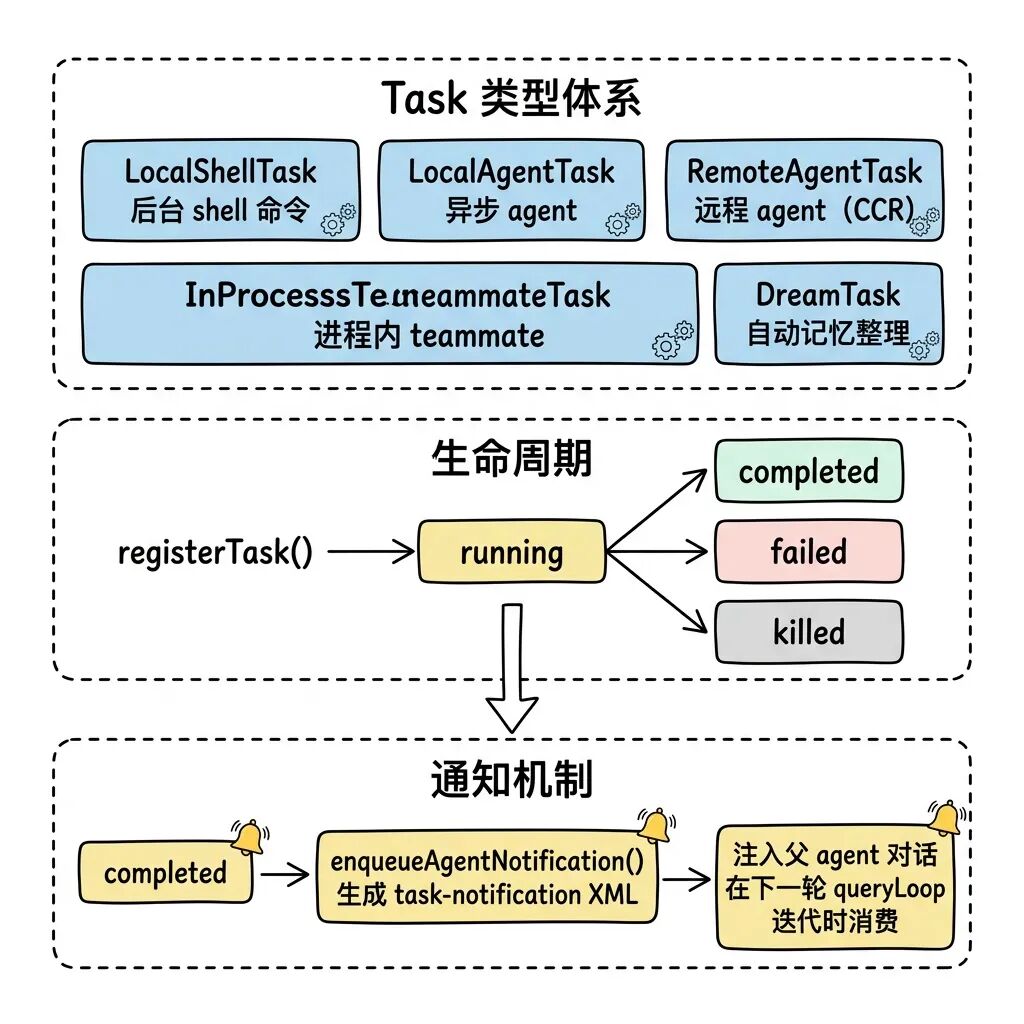 Task 类型体系
LocalShellTask
后台 shell 命令
LocalAgentTask
异步 agent
RemoteAgentTask
远程 agent（CCR）
InProcesssTeuneammateTask
进程内 teammate
DreamTask
自动记忆整理
生命周期
registerTask()
running
completed
failed
killed
通知机制
completed
enqueueAgentNotification()
生成 task-notification XML
注入父 agent 对话
在下一轮 queryLoop
迭代时消费